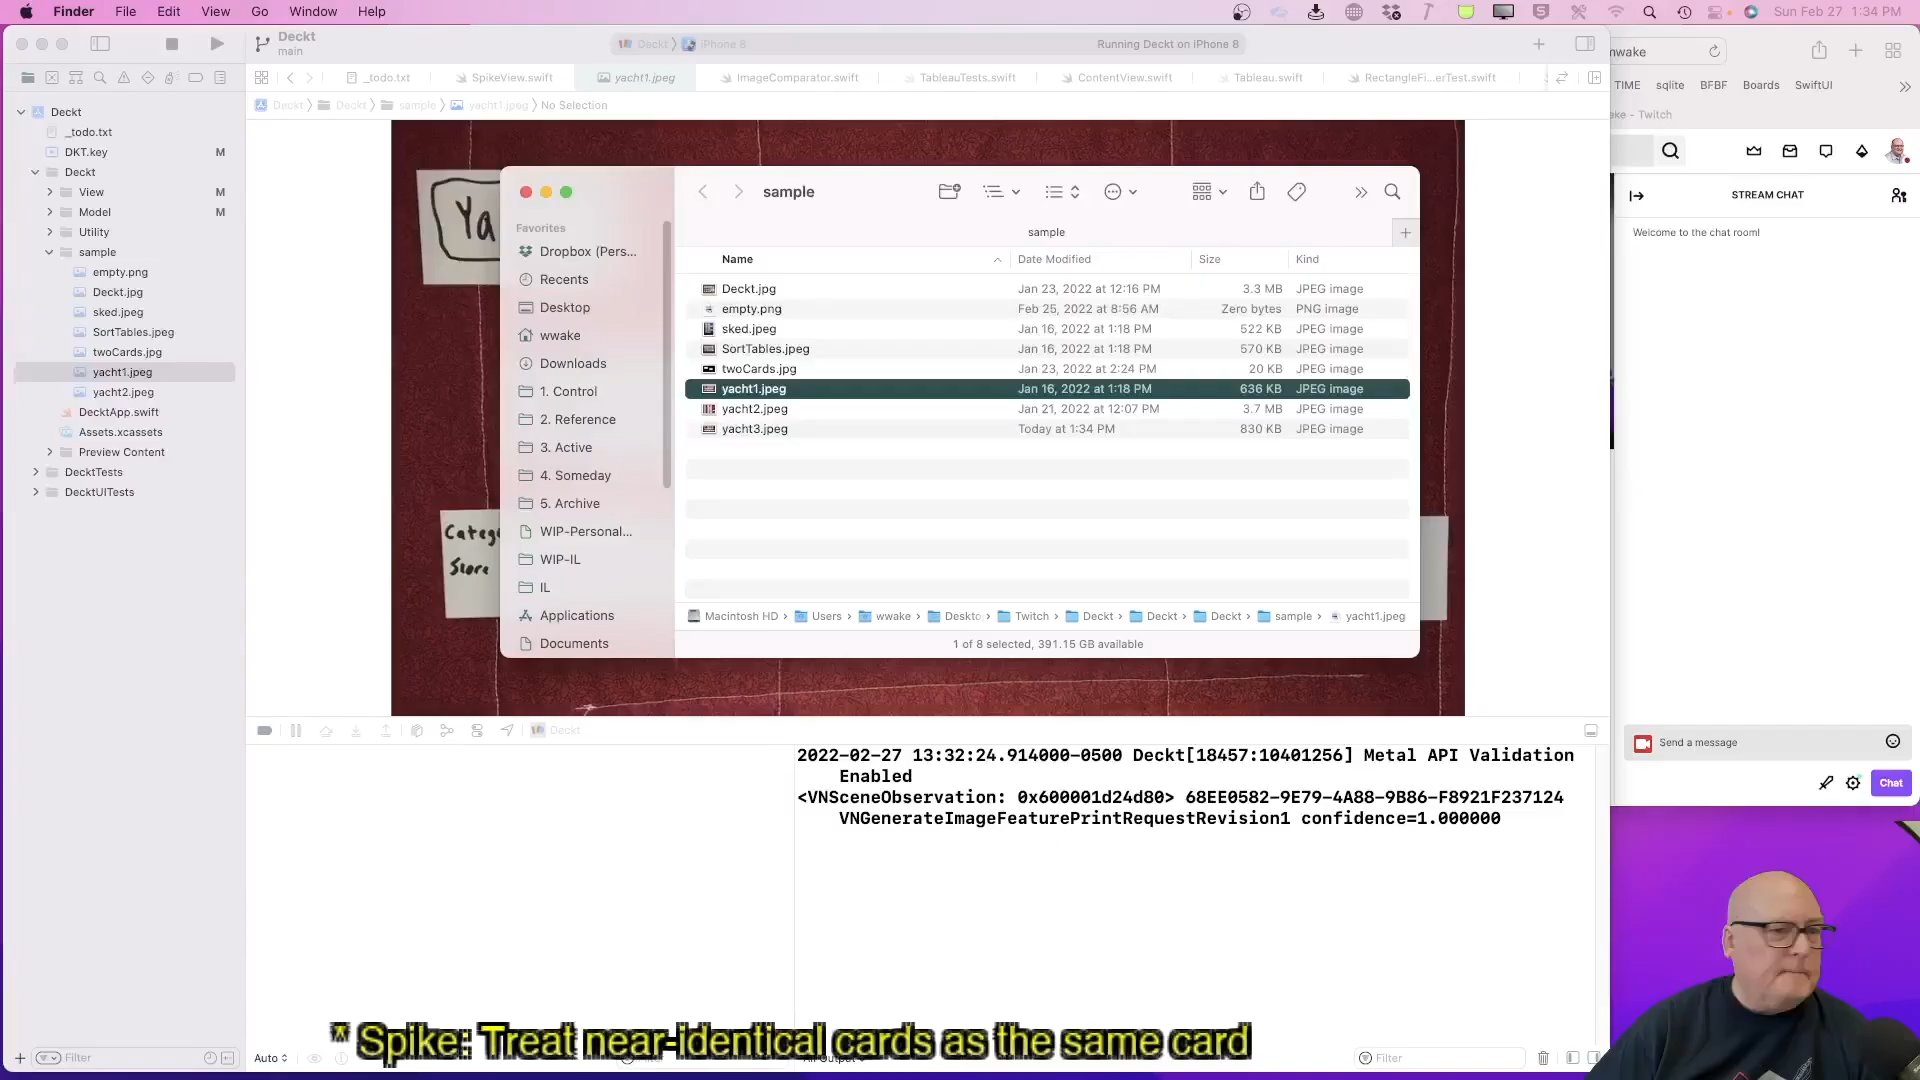 Finder File Edit View Go Window Help
Sun Feb 27 1:34 PM
Deckt
main
Deckt iPhone 8
Running Deckt on iPhone 8
nwake
_todo.txt SpikeView.swift yacht1.jpeg ImageComparator.swift TableauTests.swift ContentView.swift Tableau.swift RectangleFi...erTest.swift
TIME sqlite BFBF Boards SwiftUI
Deckt Deckt sample yacht1.jpeg No Selection
ake - Twitch
Deckt
_todo.txt
DKT.key M
Deckt
View M
Model M
Utility
sample
empty.png
Deckt.jpg
sked.jpeg
SortTables.jpeg
twoCards.jpg
yacht1.jpeg
yacht2.jpeg
DecktApp.swift
Assets.xcassets
Preview Content
DecktTests
DecktUITests
Ya
Categ
Store
sample
sample
Favorites
Dropbox (Pers...
Recents
Desktop
wwake
Downloads
1. Control
2. Reference
3. Active
4. Someday
5. Archive
WIP-Personal...
WIP-IL
IL
Applications
Documents
Name Date Modified Size Kind
Deckt.jpg Jan 23, 2022 at 12:16 PM 3.3 MB JPEG image
empty.png Feb 25, 2022 at 8:56 AM Zero bytes PNG image
sked.jpeg Jan 16, 2022 at 1:18 PM 522 KB JPEG image
SortTables.jpeg Jan 16, 2022 at 1:18 PM 570 KB JPEG image
twoCards.jpg Jan 23, 2022 at 2:24 PM 20 KB JPEG image
yacht1.jpeg Jan 16, 2022 at 1:18 PM 636 KB JPEG image
yacht2.jpeg Jan 21, 2022 at 12:07 PM 3.7 MB JPEG image
yacht3.jpeg Today at 1:34 PM 830 KB JPEG image
Macintosh HD Users wwake Deskto Twitch Deckt Deckt Deckt sample yacht1.jpeg
1 of 8 selected, 391.15 GB available
STREAM CHAT
Welcome to the chat room!
Send a message
Chat
Deckt
2022-02-27 13:32:24.914000-0500 Deckt[18457:10401256] Metal API Validation
Enabled
<VNSceneObservation: 0x600001d24d80> 68EE0582-9E79-4A88-9B86-F8921F237124
VNGenerateImageFeaturePrintRequestRevision1 confidence=1.000000
* Spike: Treat near-identical cards as the same card
Filter
Auto
Filter